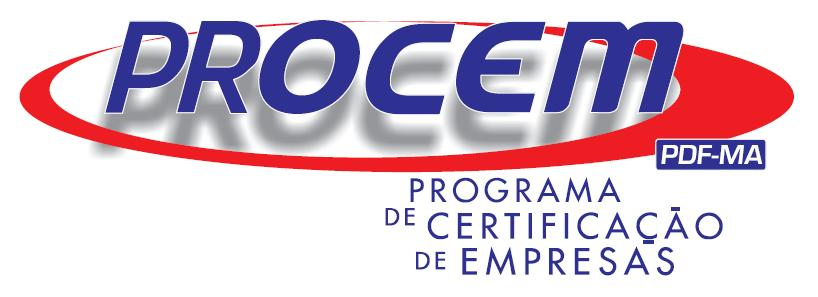 PROCEM
PDF-MA
PROGRAMA
DE CERTIFICAÇÃO
DE EMPRESAS